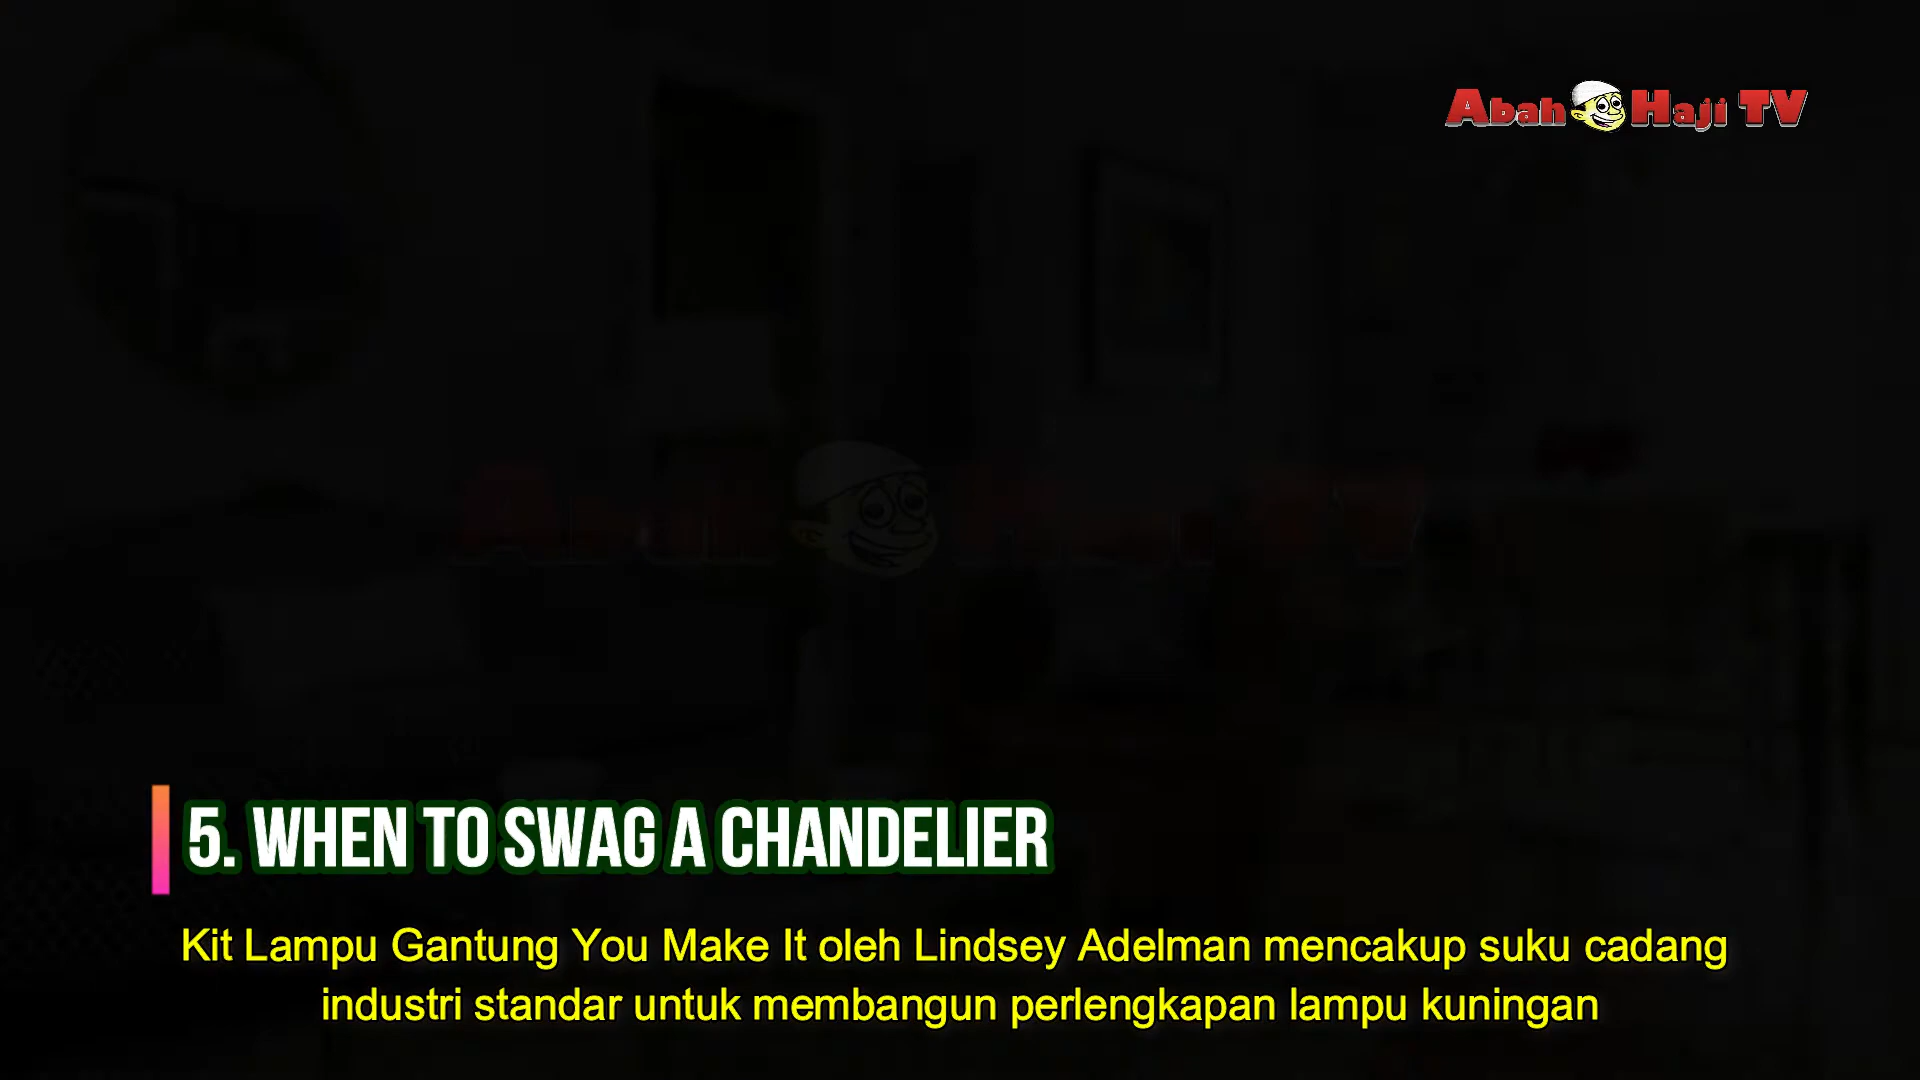 Abah Haji TV
5. WHEN TO SWAG A CHANDELIER
Kit Lampu Gantung You Make It oleh Lindsey Adelman mencakup suku cadang
industri standar untuk membangun perlengkapan lampu kuningan